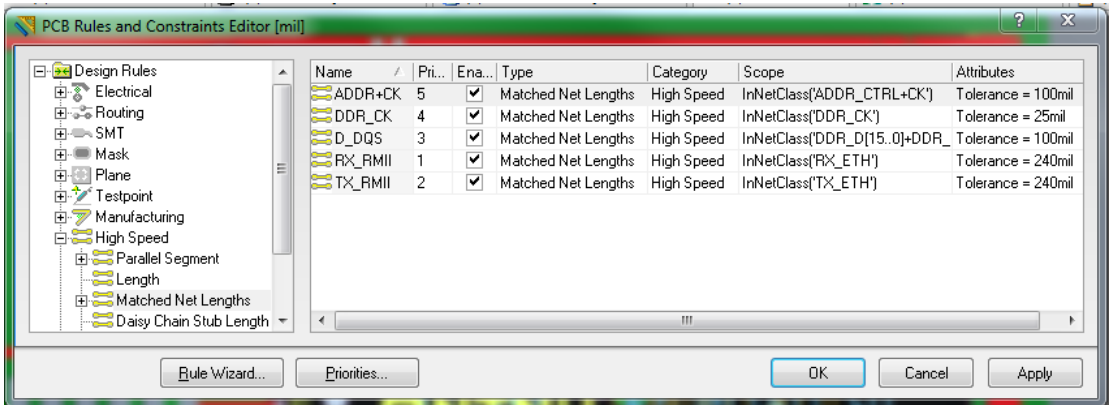 PCB Rules and Constraints Editor [mil]
?
Design Rules
Electrical
Routing
SMT
Mask
Plane
Testpoint
Manufacturing
High Speed
Parallel Segment
Length
Matched Net Lengths
Daisy Chain Stub Length
Name Pri... Ena... Type Category Scope Attributes
ADDR+CK 5 Matched Net Lengths High Speed InNetClass('ADDR_CTRL+CK') Tolerance = 100mil
DDR_CK 4 Matched Net Lengths High Speed InNetClass('DDR_CK') Tolerance = 25mil
D_DQS 3 Matched Net Lengths High Speed InNetClass('DDR_D[15..0]+DDR_ Tolerance = 100mil
RX_RMII 1 Matched Net Lengths High Speed InNetClass('RX_ETH') Tolerance = 240mil
TX_RMII 2 Matched Net Lengths High Speed InNetClass('TX_ETH') Tolerance = 240mil
Rule Wizard... Priorities... OK Cancel Apply